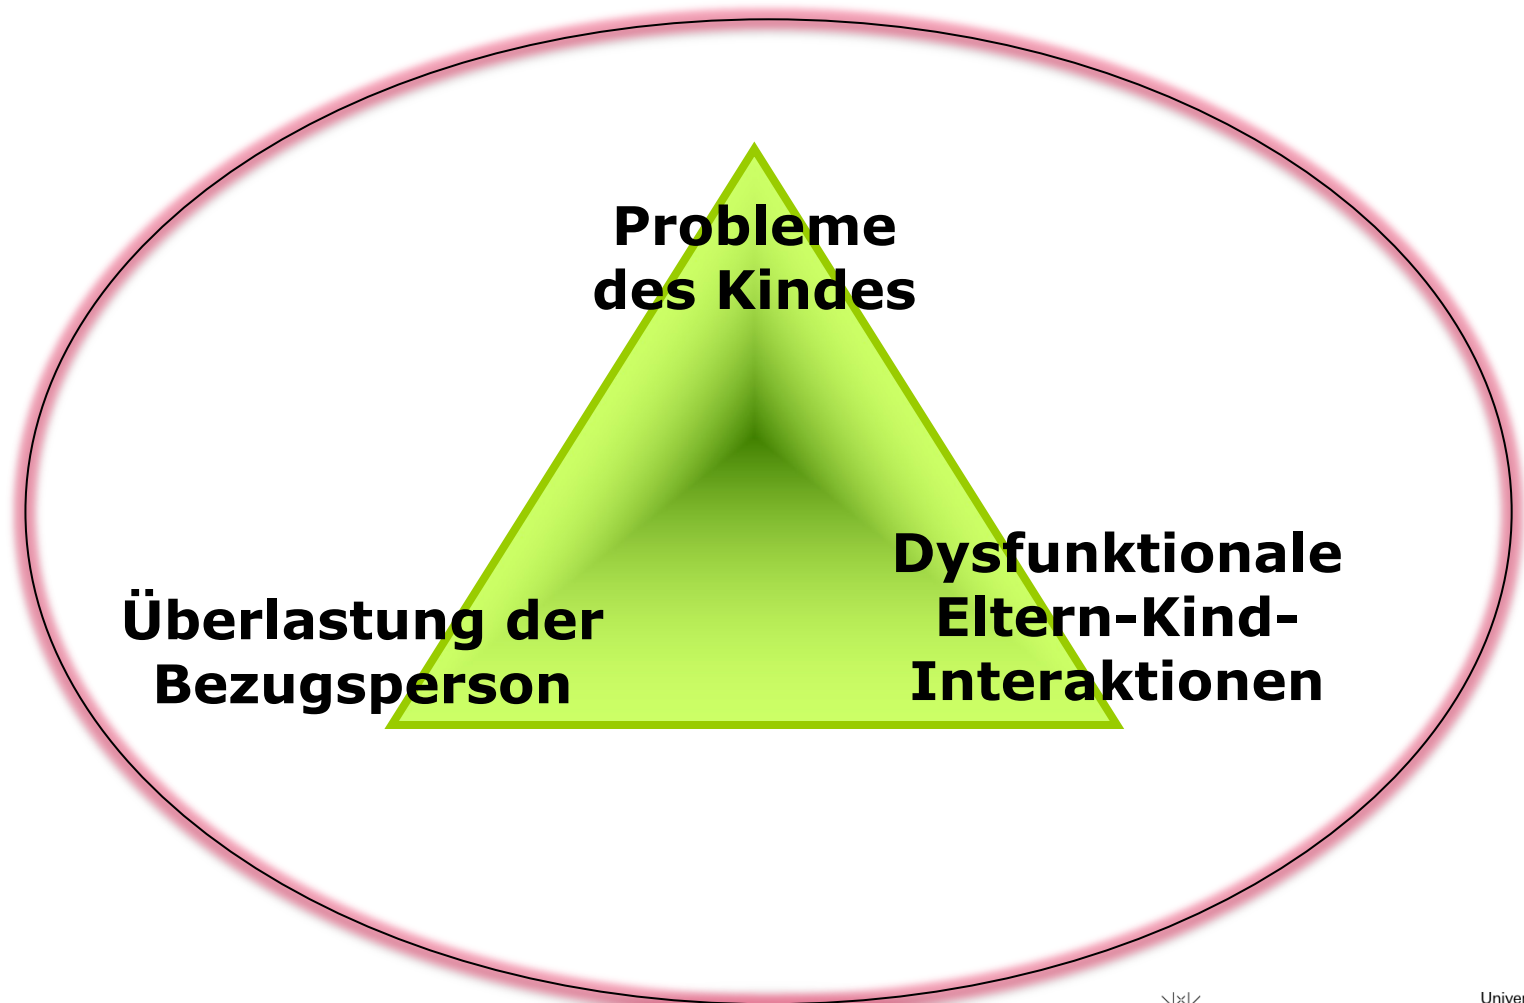 Probleme
des Kindes
Dysfunktionale
Eltern-Kind-
Interaktionen
Überlastung der
Bezugsperson